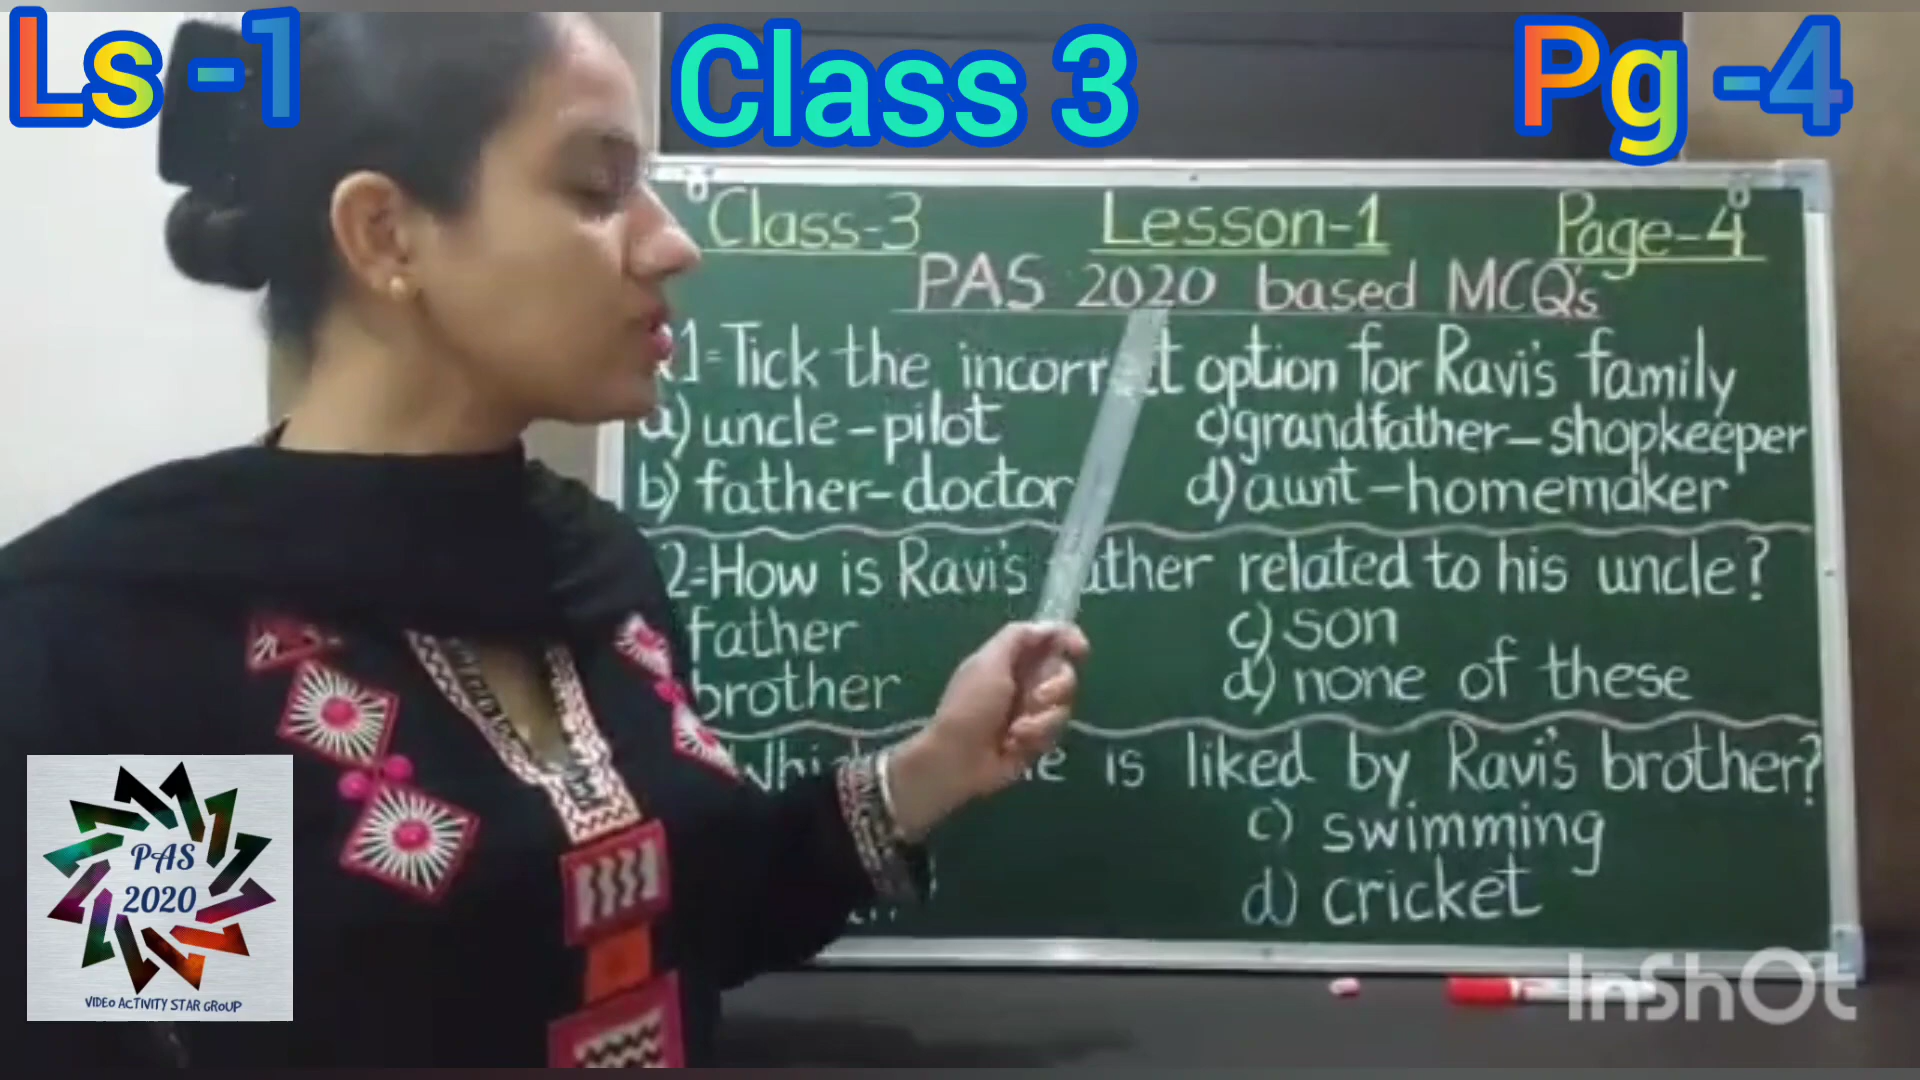 Ls -1 Class 3 Pg -4
Class-3 Lesson-1 Page-4
PAS 2020 based MCQ's
1=Tick the incorrect option for Ravi's family
a) uncle-pilot c) grandfather-shopkeeper
b) father-doctor d) aunt-homemaker
2=How is Ravi's father related to his uncle?
father c) son
brother d) none of these
is liked by Ravi's brother?
c) swimming
d) cricket
PAS
2020
VIDEO ACTIVITY STAR GROUP
InShOt